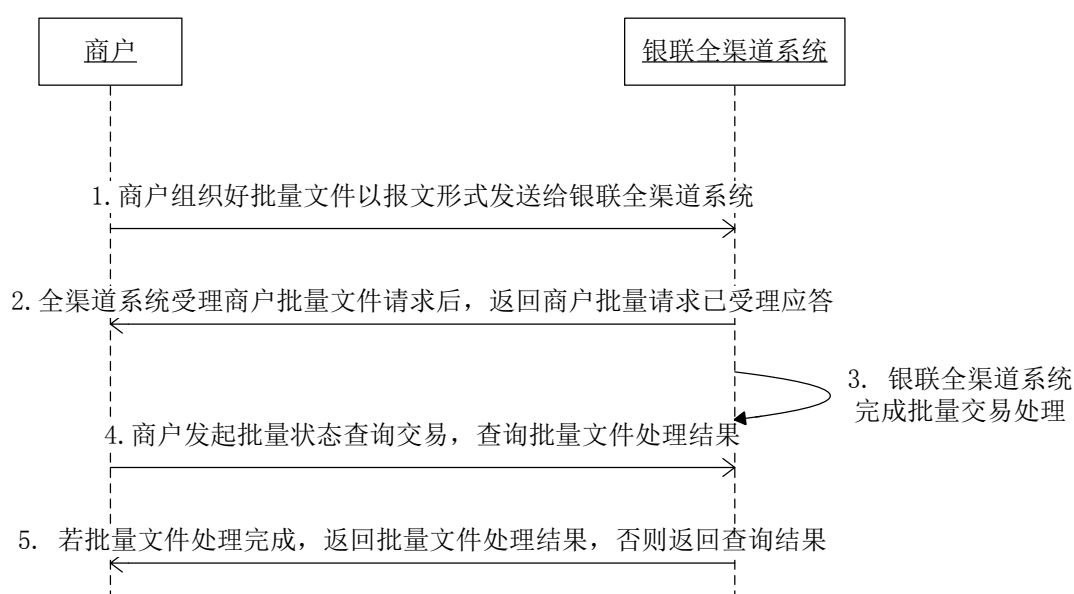 商户
银联全渠道系统
1.商户组织好批量文件以报文形式发送给银联全渠道系统
2.全渠道系统受理商户批量文件请求后，返回商户批量请求已受理应答
3. 银联全渠道系统
完成批量交易处理
4.商户发起批量状态查询交易，查询批量文件处理结果
5. 若批量文件处理完成，返回批量文件处理结果，否则返回查询结果